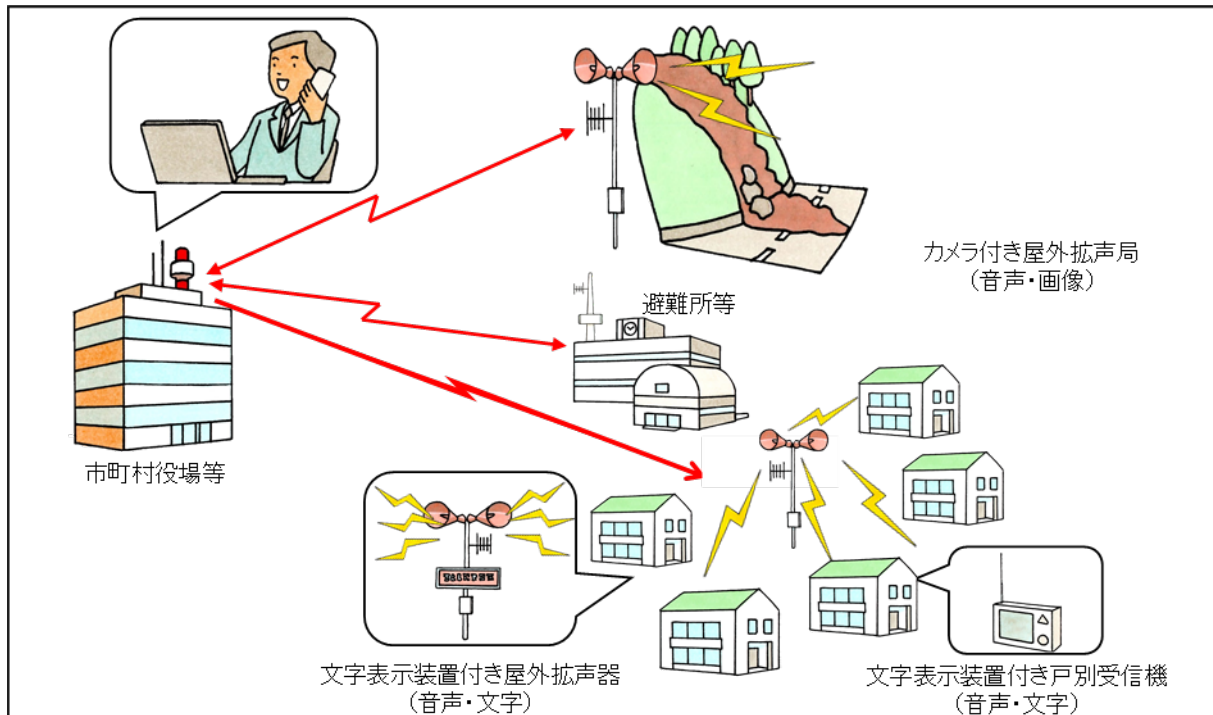 カメラ付き屋外拡声局
（音声・画像）
避難所等
市町村役場等
文字表示装置付き屋外拡声器
（音声・文字）
文字表示装置付き戸別受信機
（音声・文字）